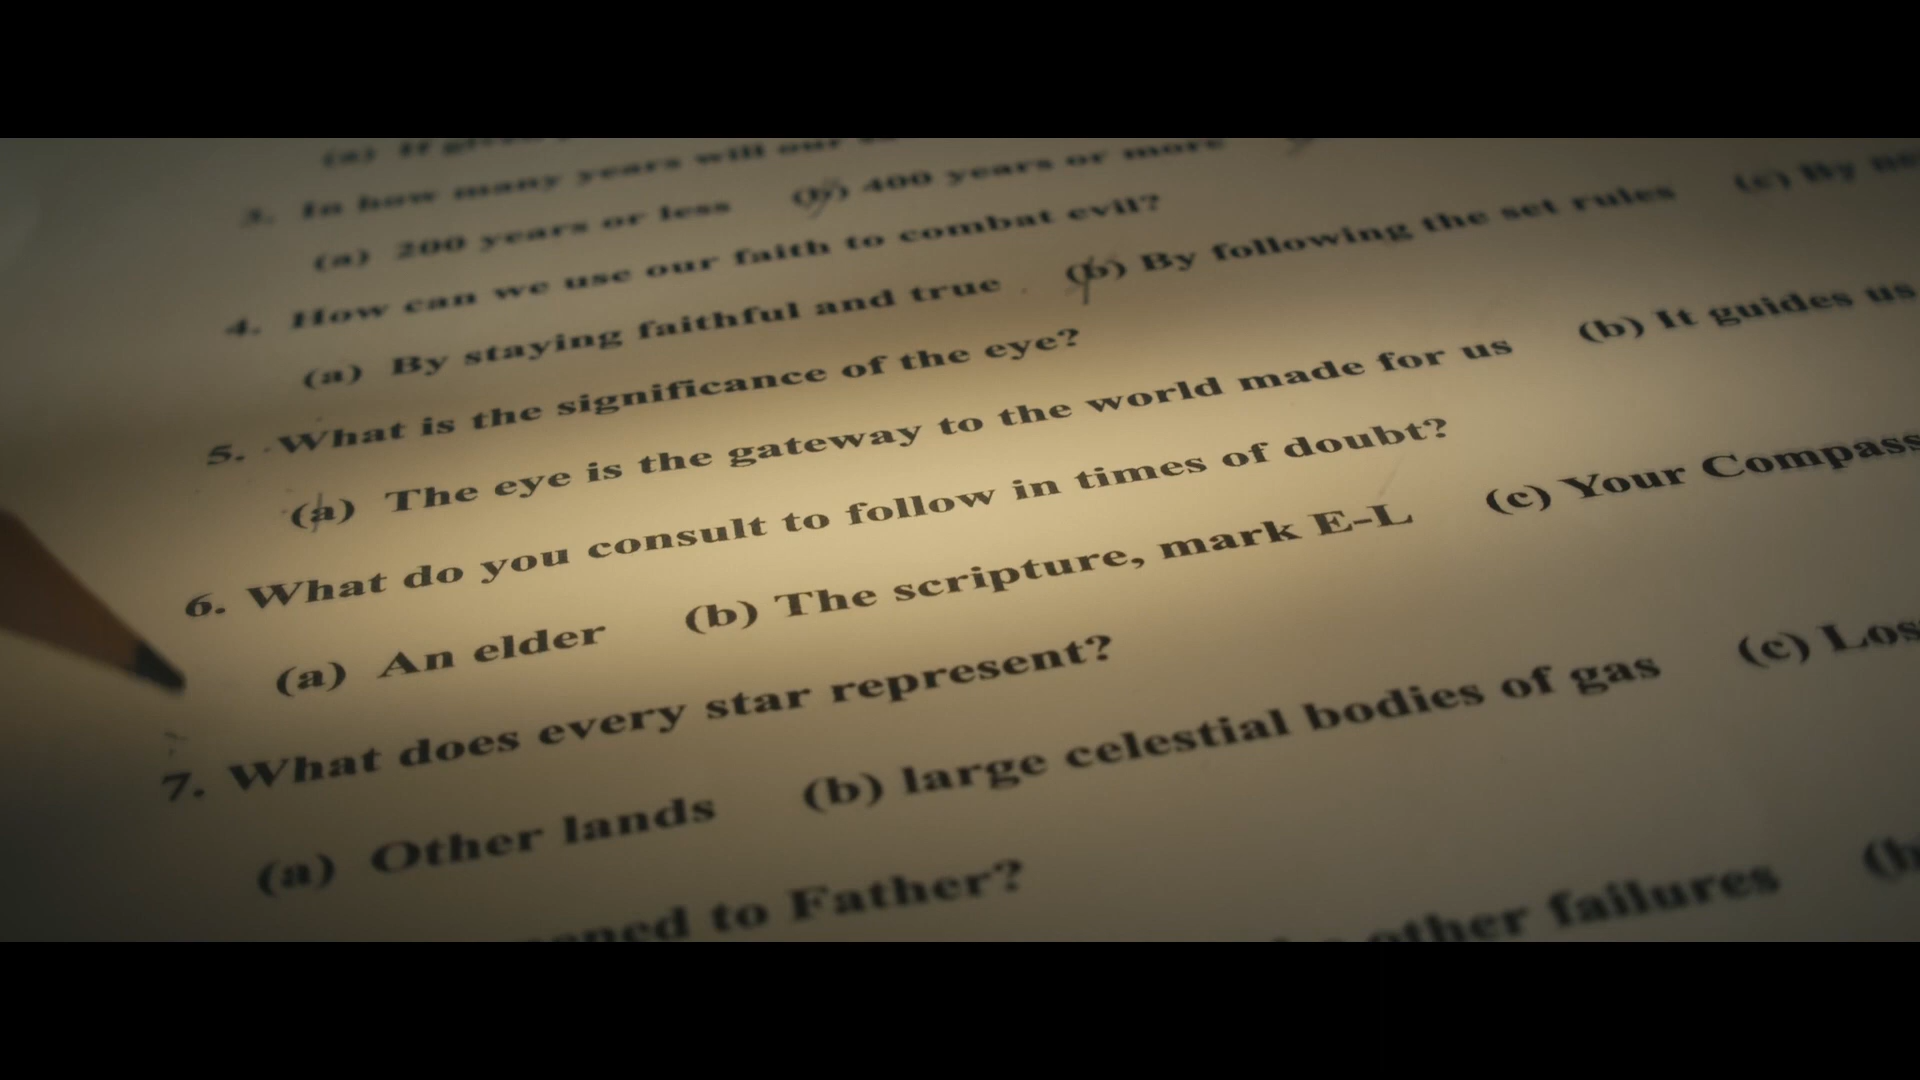 (a) If given
3. In how many years will our
(a) 200 years or less (b) 400 years or more
4. How can we use our faith to combat evil?
(a) By staying faithful and true (b) By following the set rules (c) By
5. What is the significance of the eye?
(a) The eye is the gateway to the world made for us (b) It guides us
6. What do you consult to follow in times of doubt?
(a) An elder (b) The scripture, mark E-L (c) Your Compass
7. What does every star represent?
(a) Other lands (b) large celestial bodies of gas (c)
to Father?
other failures (b